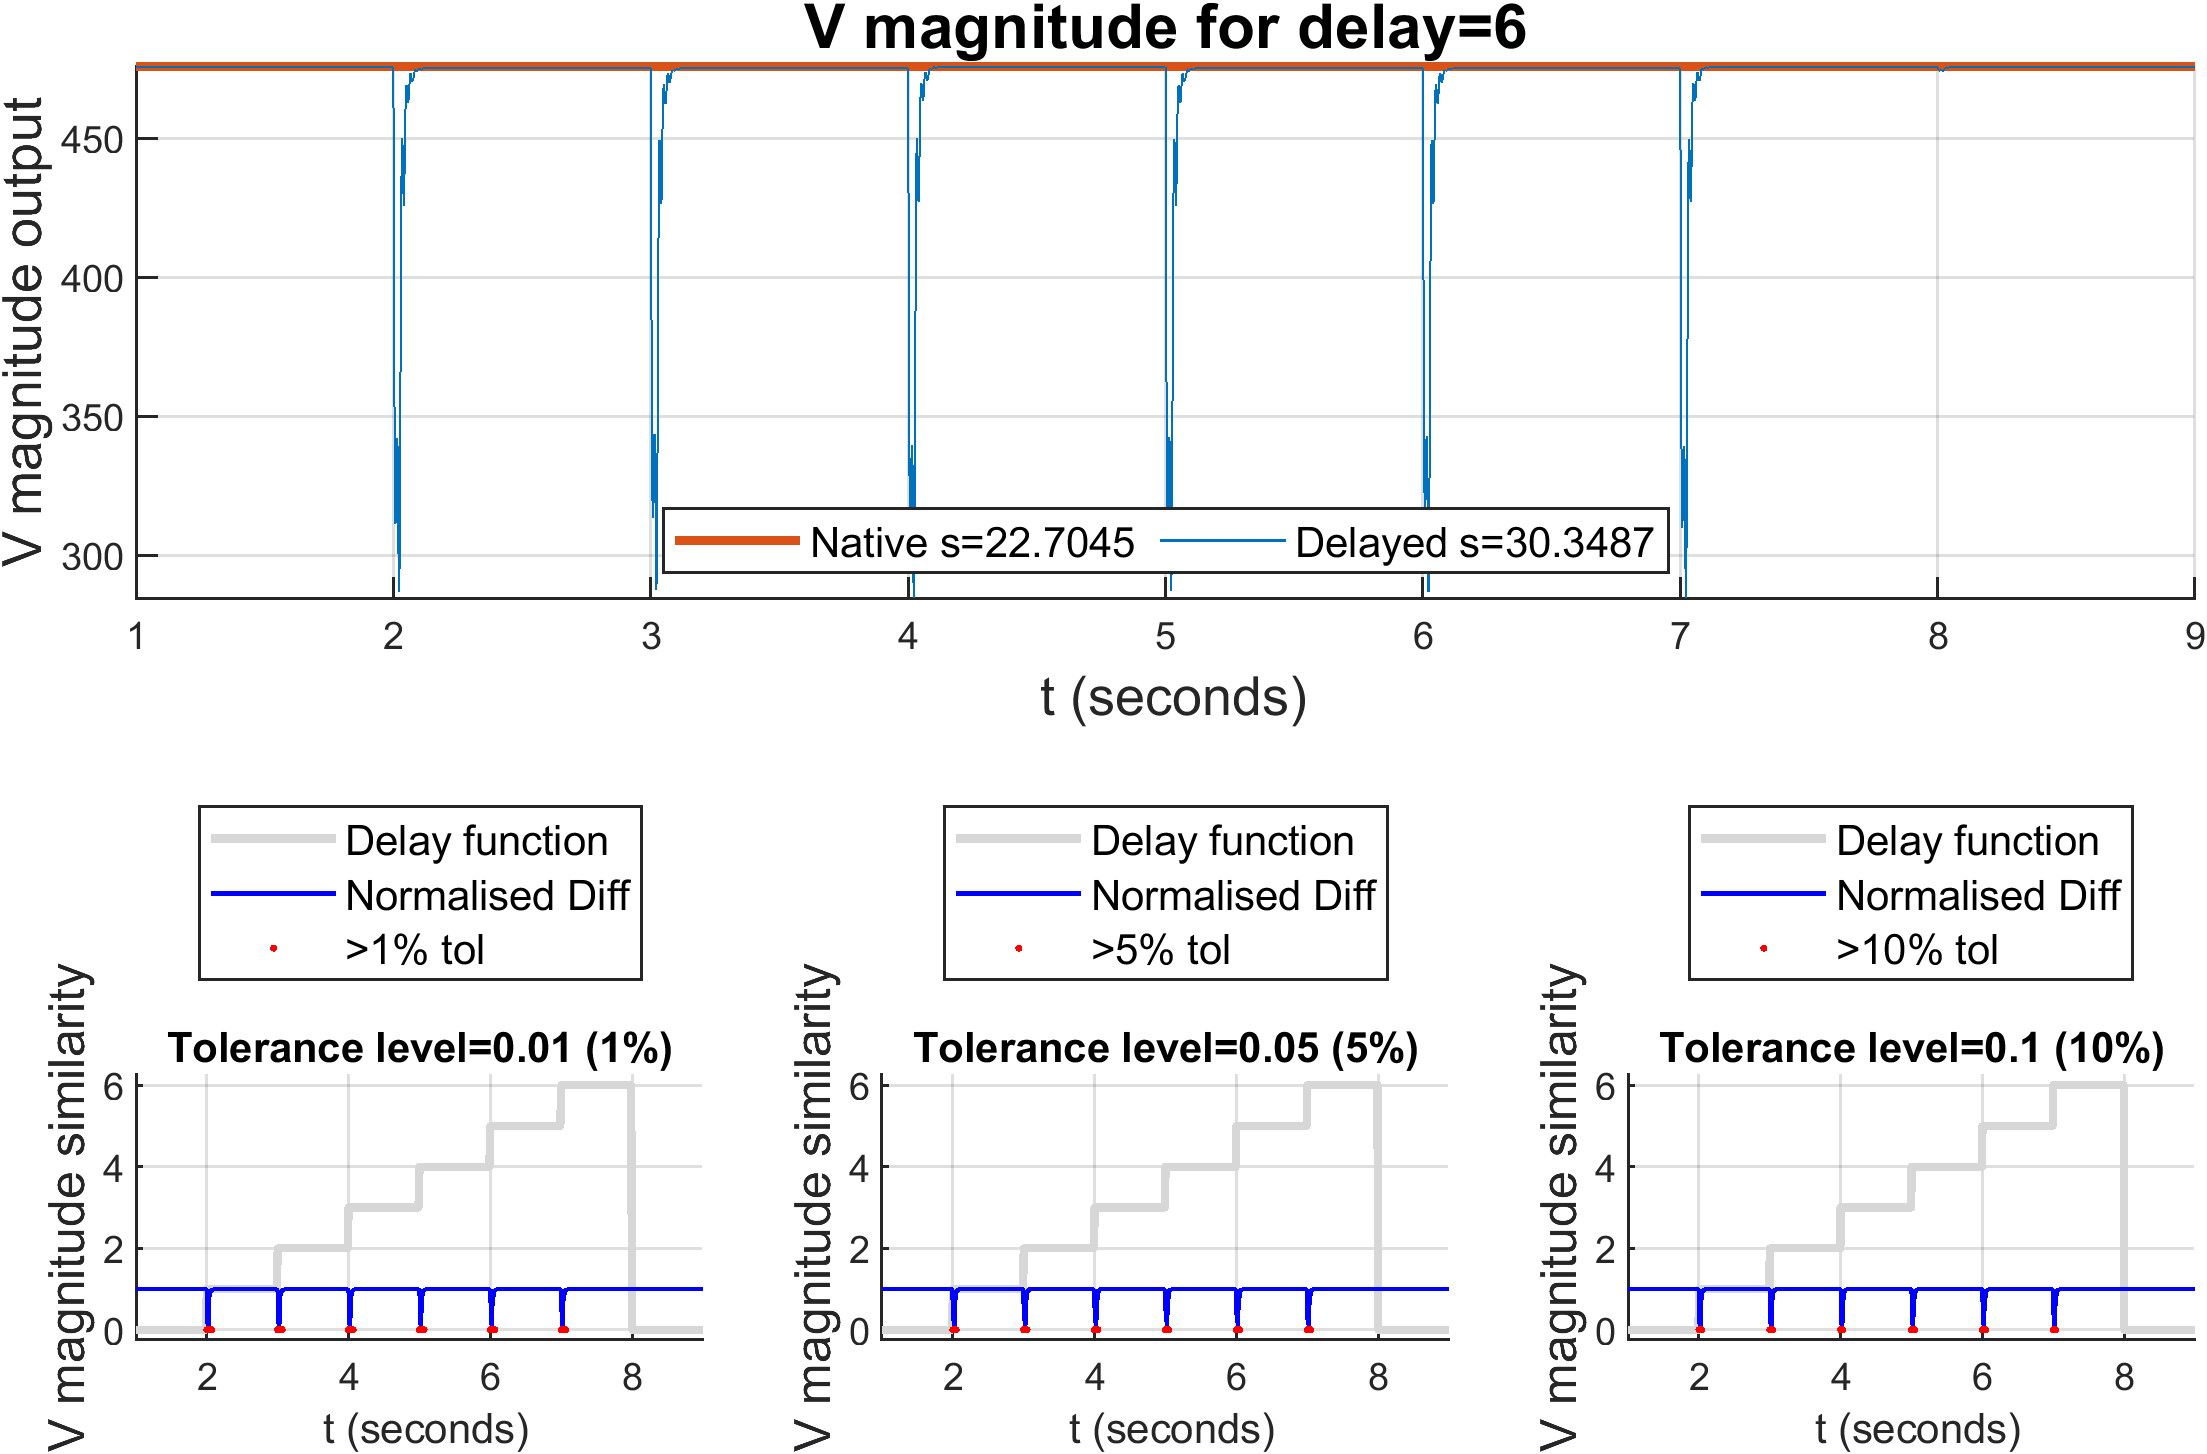 V magnitude for delay=6
V magnitude output
450
400
350
300
Native s=22.7045 Delayed s=30.3487
1 2 3 4 5 6 7 8 9
t (seconds)
Delay function
Normalised Diff
>1% tol
Tolerance level=0.01 (1%)
V magnitude similarity
6
4
2
0
2 4 6 8
t (seconds)
Delay function
Normalised Diff
>5% tol
Tolerance level=0.05 (5%)
V magnitude similarity
6
4
2
0
2 4 6 8
t (seconds)
Delay function
Normalised Diff
>10% tol
Tolerance level=0.1 (10%)
V magnitude similarity
6
4
2
0
2 4 6 8
t (seconds)